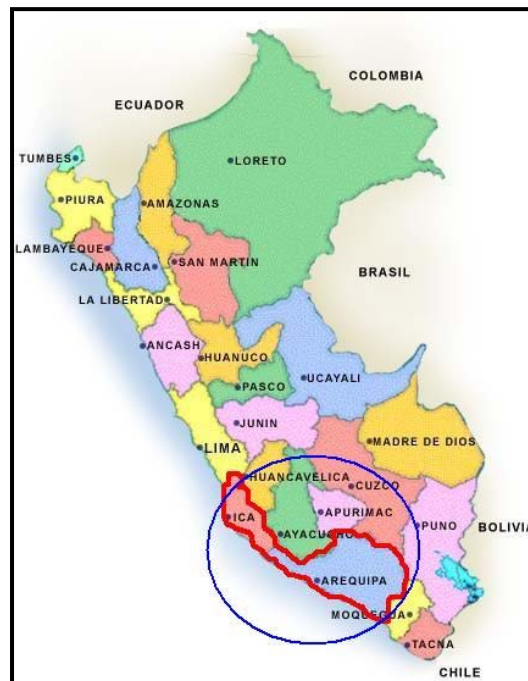 COLOMBIA
ECUADOR
TUMBES
LORETO
PIURA
AMAZONAS
LAMBAYEQUE
CAJAMARCA
SAN MARTIN
BRASIL
LA LIBERTAD
ANCASH
HUANUCO
PASCO
UCAYALI
JUNIN
LIMA
MADRE DE DIOS
HUANCAVELICA
CUZCO
ICA
APURIMAC
AYACUCHO
PUNO
BOLIVIA
AREQUIPA
MOQUEGUA
TACNA
CHILE